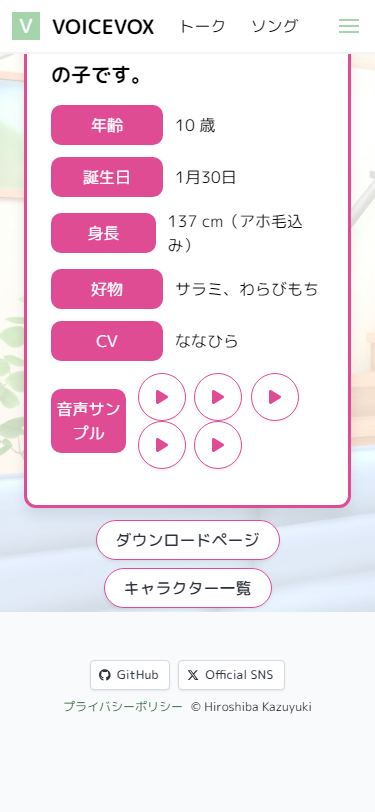 V VOICEVOX トーク ソング
の子です。
年齢 10 歳
誕生日 1月30日
身長 137 cm（アホ毛込
み）
好物 サラミ、わらびもち
CV ななひら
音声サン
プル
ダウンロードページ
キャラクター一覧
GitHub Official SNS
プライバシーポリシー © Hiroshiba Kazuyuki